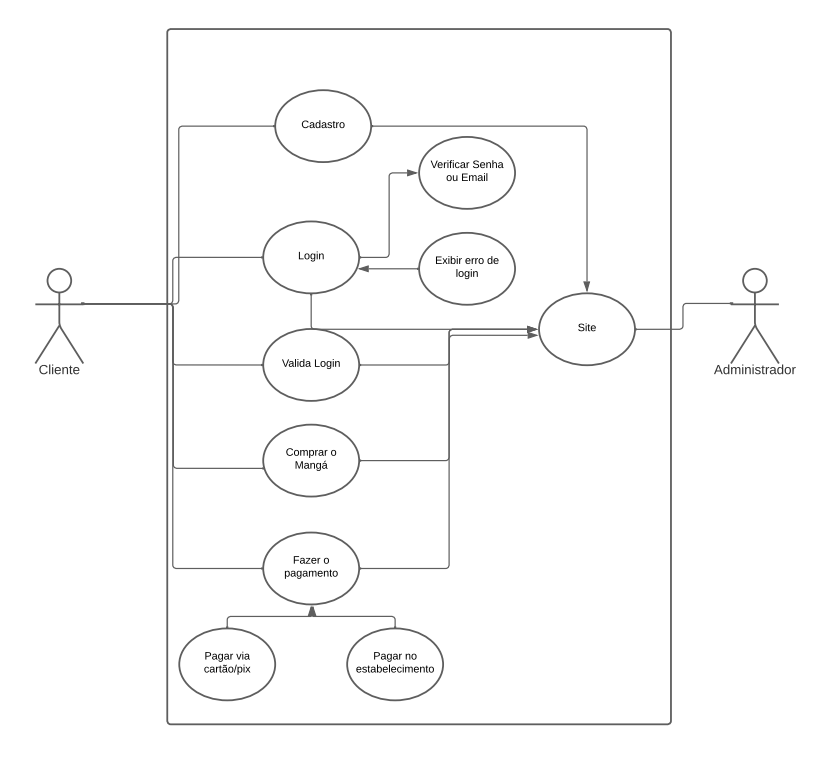 Cadastro
Verificar Senha
ou Email
Login
Exibir erro de
login
Site
Valida Login
Cliente
Administrador
Comprar o
Mangá
Fazer o
pagamento
Pagar via
cartão/pix
Pagar no
estabelecimento